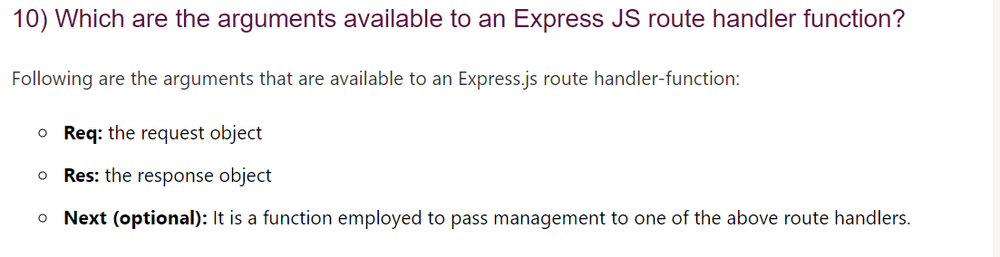 10) Which are the arguments available to an Express JS route handler function?
Following are the arguments that are available to an Express.js route handler-function:
Req: the request object
Res: the response object
Next (optional): It is a function employed to pass management to one of the above route handlers.